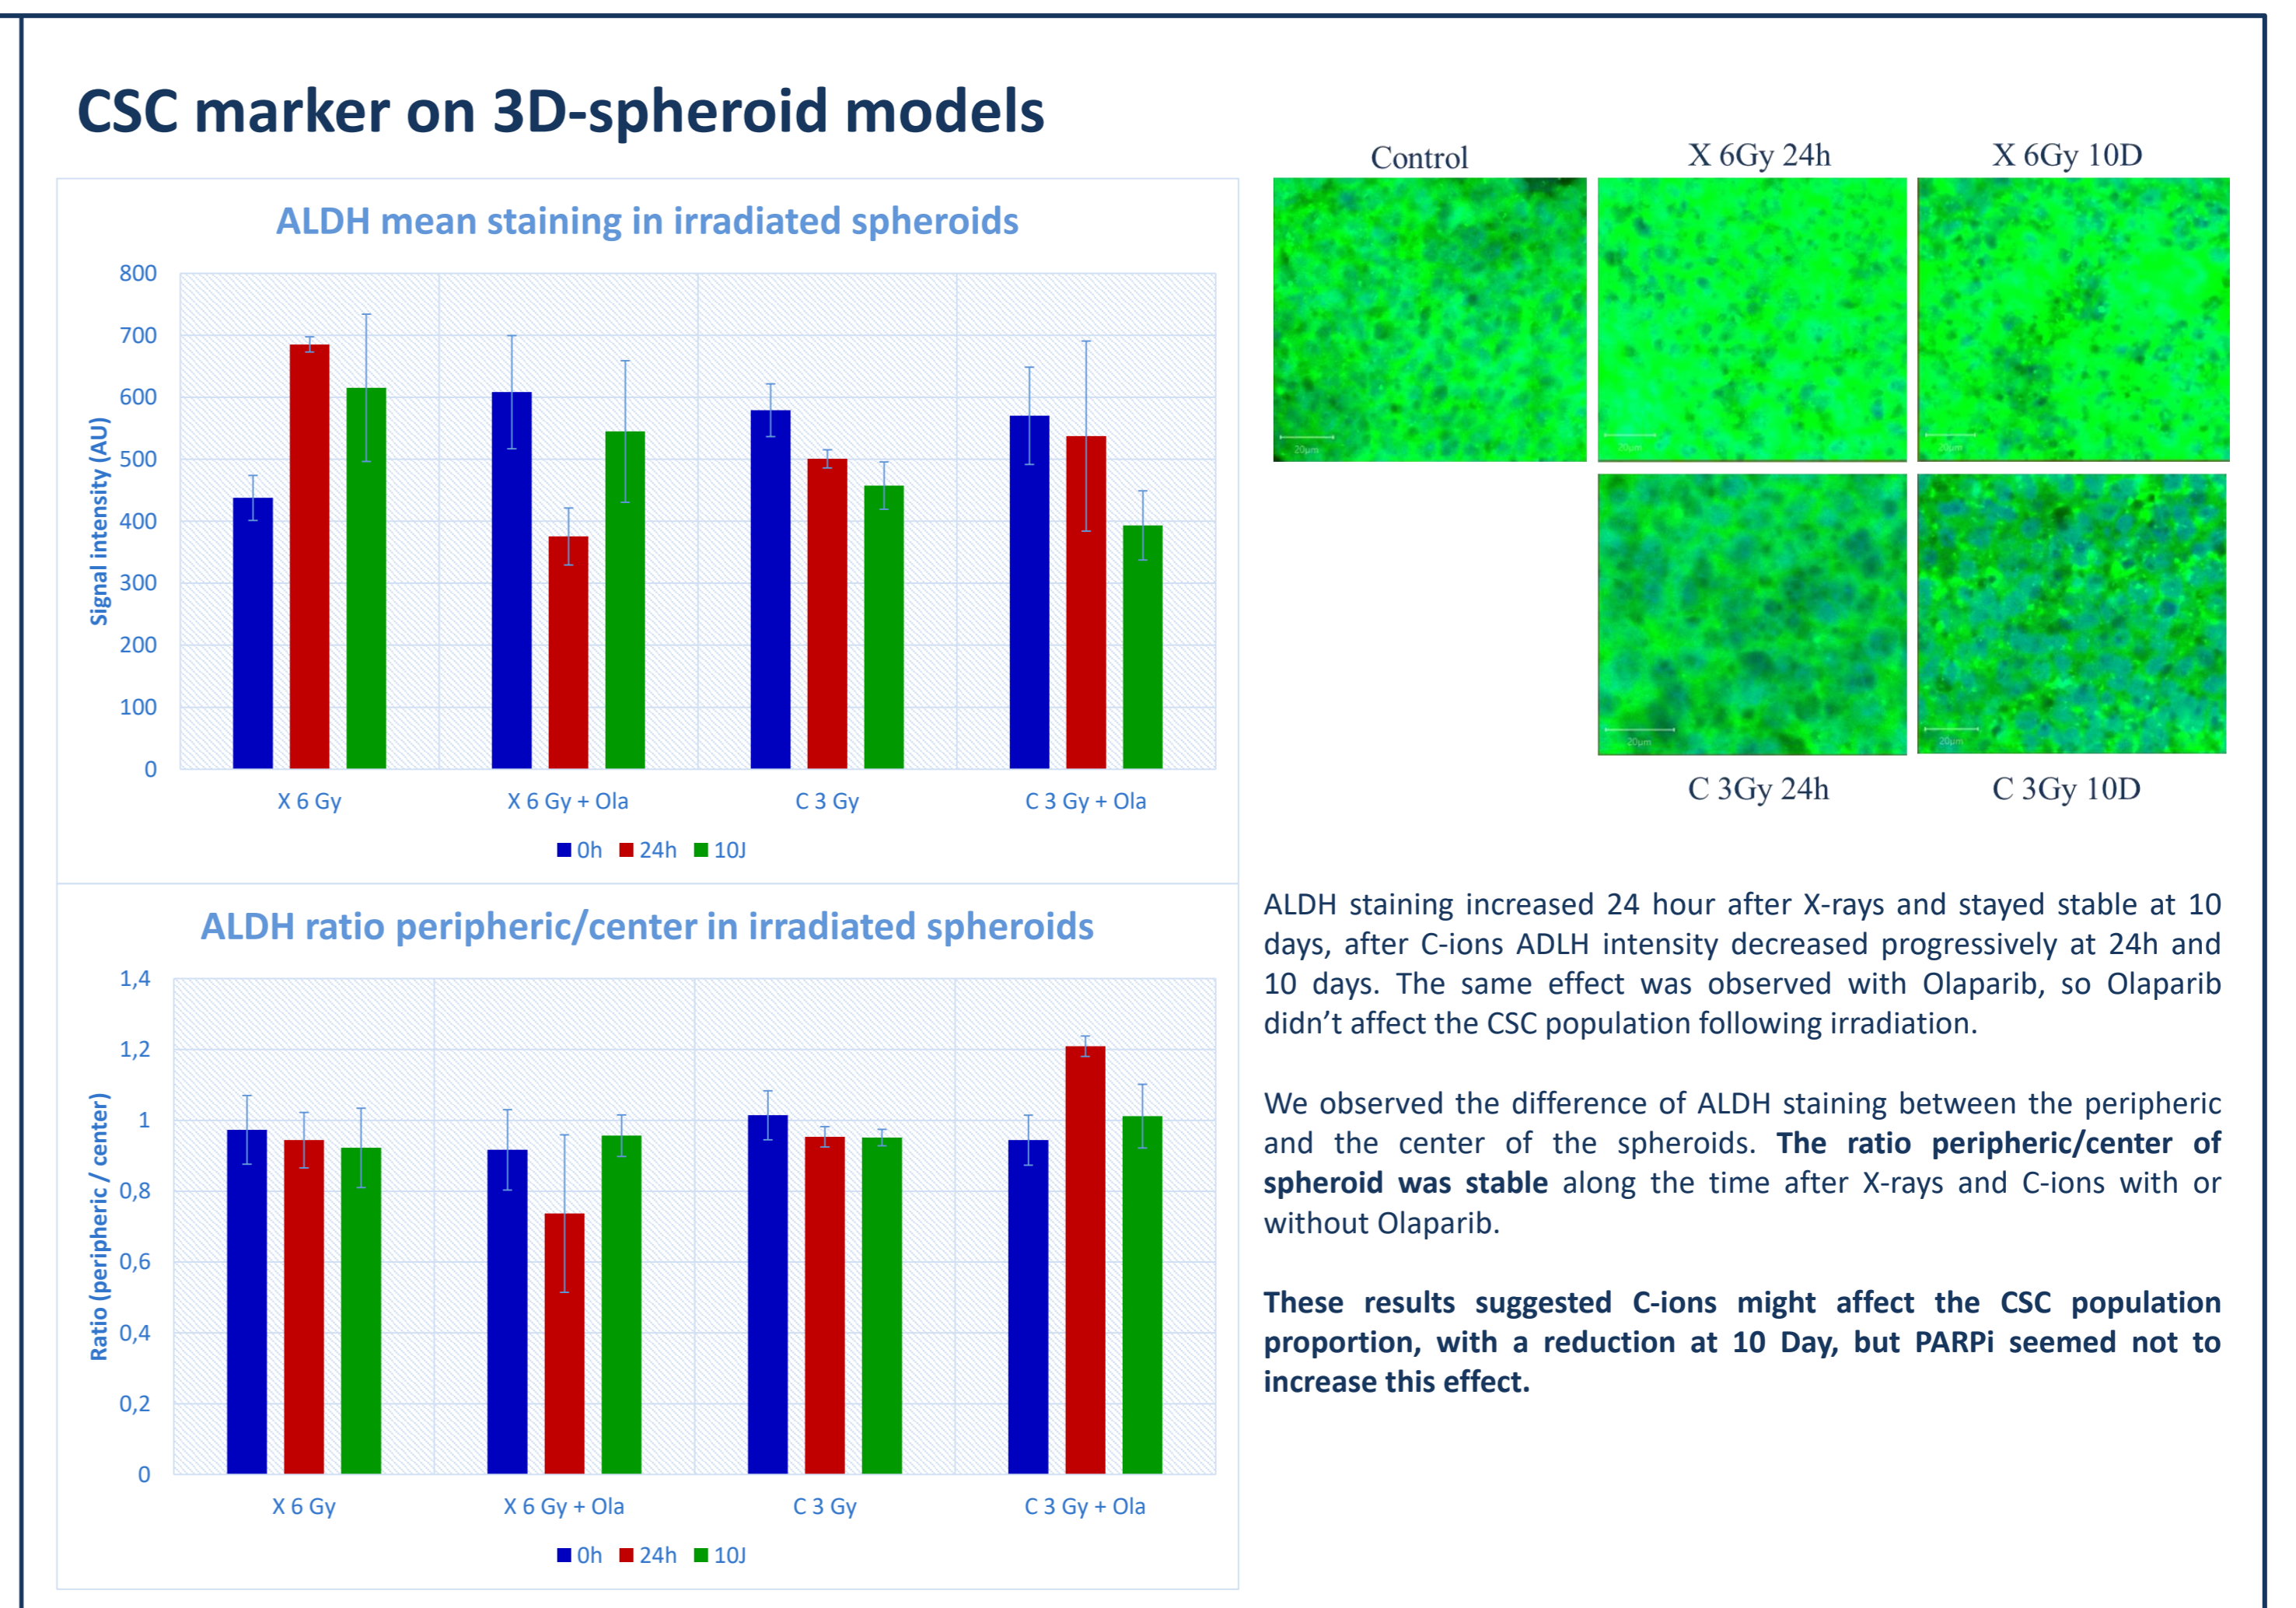 CSC marker on 3D-spheroid models
ALDH mean staining in irradiated spheroids
Signal intensity (AU)
800
700
600
500
400
300
200
100
0
X 6 Gy
X 6 Gy + Ola
C 3 Gy
C 3 Gy + Ola
0h 24h 10J
ALDH ratio peripheric/center in irradiated spheroids
Ratio (peripheric / center)
1,4
1,2
1
0,8
0,6
0,4
0,2
0
X 6 Gy
X 6 Gy + Ola
C 3 Gy
C 3 Gy + Ola
0h 24h 10J
Control
X 6Gy 24h
X 6Gy 10D
20µm
20µm
20µm
20µm
20µm
C 3Gy 24h
C 3Gy 10D
ALDH staining increased 24 hour after X-rays and stayed stable at 10
days, after C-ions ADLH intensity decreased progressively at 24h and
10 days. The same effect was observed with Olaparib, so Olaparib
didn’t affect the CSC population following irradiation.
We observed the difference of ALDH staining between the peripheric
and the center of the spheroids. The ratio peripheric/center of
spheroid was stable along the time after X-rays and C-ions with or
without Olaparib.
These results suggested C-ions might affect the CSC population
proportion, with a reduction at 10 Day, but PARPi seemed not to
increase this effect.